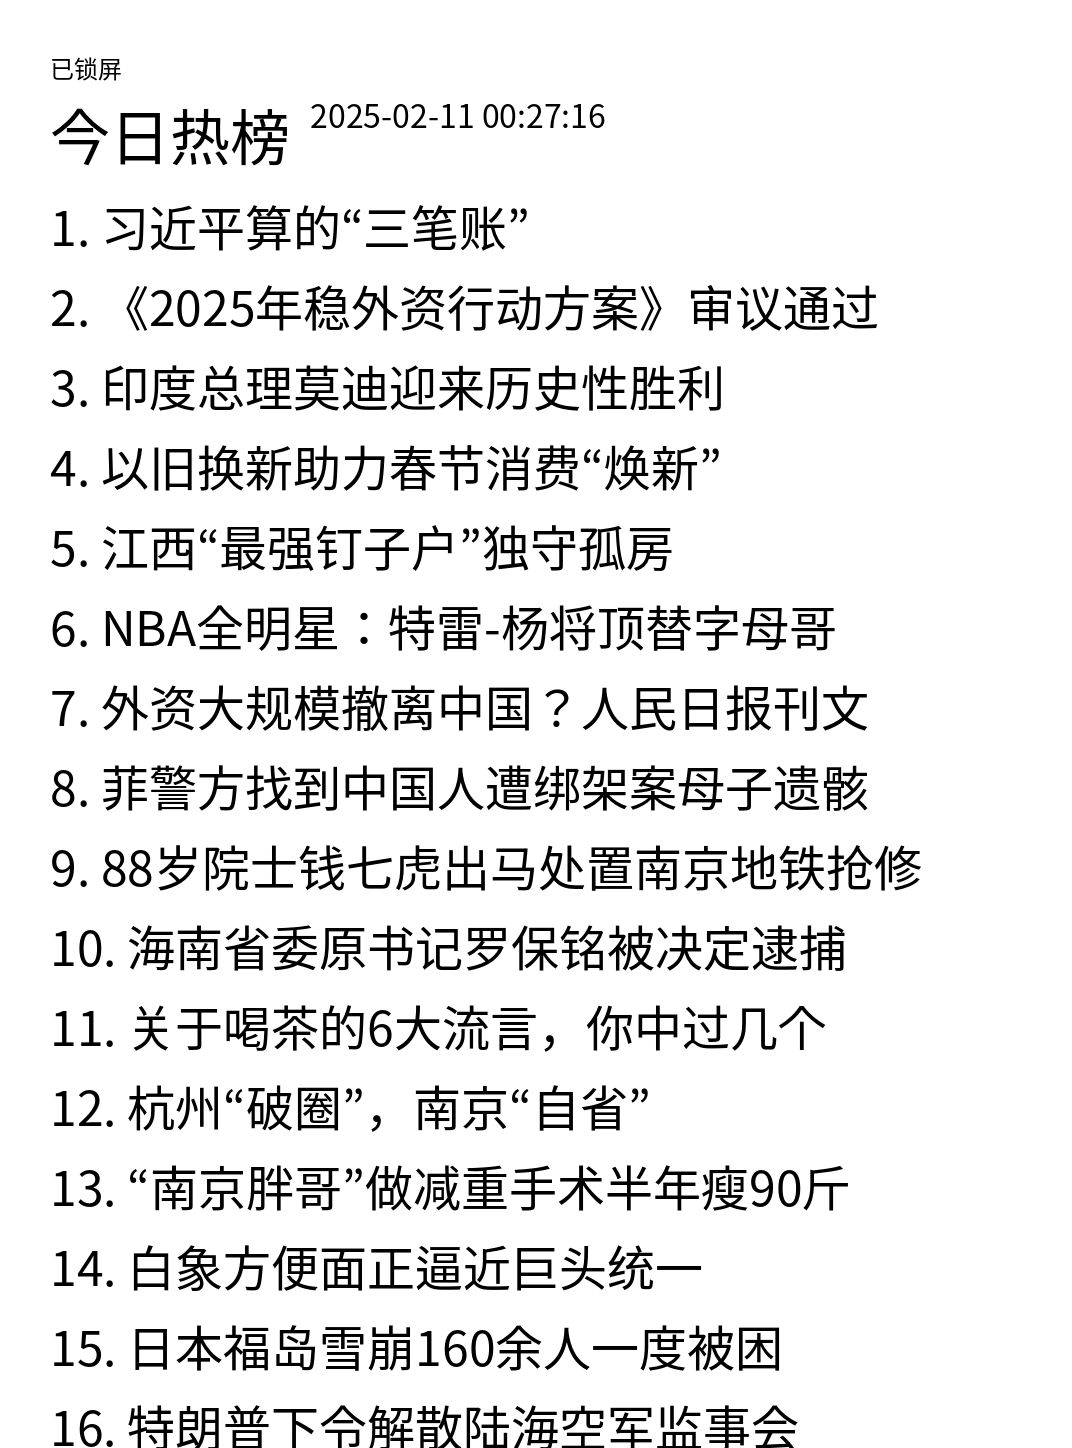 已锁屏
今日热榜 2025-02-11 00:27:16
1. 习近平算的“三笔账”
2. 《2025年稳外资行动方案》审议通过
3. 印度总理莫迪迎来历史性胜利
4. 以旧换新助力春节消费“焕新”
5. 江西“最强钉子户”独守孤房
6. NBA全明星：特雷-杨将顶替字母哥
7. 外资大规模撤离中国？人民日报刊文
8. 菲警方找到中国人遭绑架案母子遗骸
9. 88岁院士钱七虎出马处置南京地铁抢修
10. 海南省委原书记罗保铭被决定逮捕
11. 关于喝茶的6大流言，你中过几个
12. 杭州“破圈”，南京“自省”
13. “南京胖哥”做减重手术半年瘦90斤
14. 白象方便面正逼近巨头统一
15. 日本福岛雪崩160余人一度被困
16. 特朗普下令解散陆海空军监事会